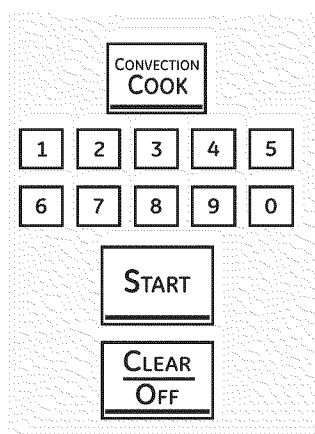 CONVECTION
COOK
1 2 3 4 5
6 7 8 9 0
START
CLEAR
OFF